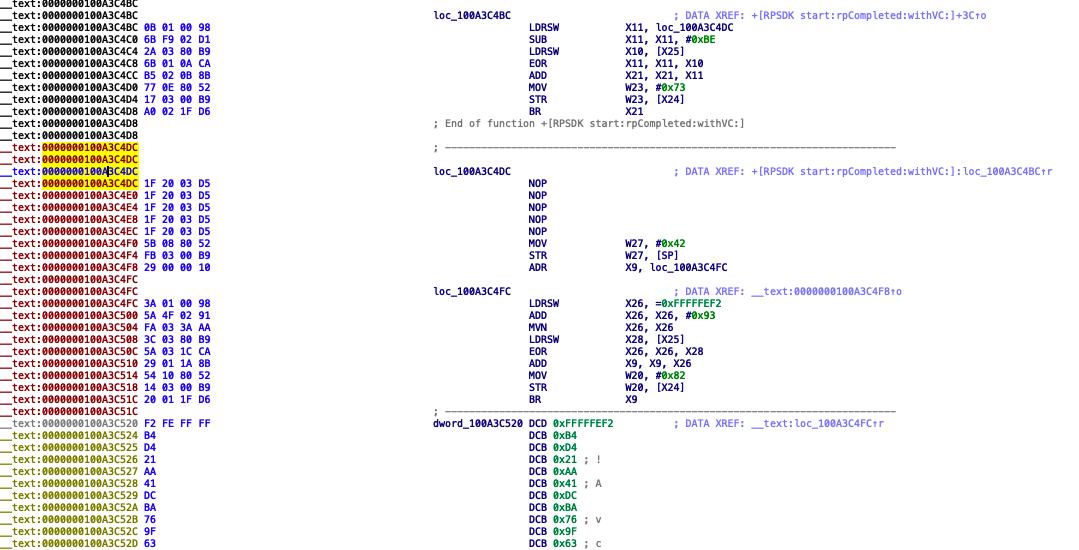 __text:0000000100A3C4BC
__text:0000000100A3C4BC loc_100A3C4BC ; DATA XREF: +[RPSDK start:rpCompleted:withVC:]+3C↑o
__text:0000000100A3C4BC 0B 01 00 98 LDRSW X11, loc_100A3C4DC
__text:0000000100A3C4C0 6B F9 02 D1 SUB X11, X11, #0xBE
__text:0000000100A3C4C4 2A 03 80 B9 LDRSW X10, [X25]
__text:0000000100A3C4C8 6B 01 0A CA EOR X11, X11, X10
__text:0000000100A3C4CC B5 02 0B 8B ADD X21, X21, X11
__text:0000000100A3C4D0 77 0E 80 52 MOV W23, #0x73
__text:0000000100A3C4D4 17 03 00 B9 STR W23, [X24]
__text:0000000100A3C4D8 A0 02 1F D6 BR X21
__text:0000000100A3C4D8 ; End of function +[RPSDK start:rpCompleted:withVC:]
__text:0000000100A3C4D8
__text:0000000100A3C4DC ; ---------------------------------------------------------------------------
__text:0000000100A3C4DC
__text:0000000100A3C4DC loc_100A3C4DC ; DATA XREF: +[RPSDK start:rpCompleted:withVC:]:loc_100A3C4BC↑r
__text:0000000100A3C4DC 1F 20 03 D5 NOP
__text:0000000100A3C4E0 1F 20 03 D5 NOP
__text:0000000100A3C4E4 1F 20 03 D5 NOP
__text:0000000100A3C4E8 1F 20 03 D5 NOP
__text:0000000100A3C4EC 1F 20 03 D5 NOP
__text:0000000100A3C4F0 5B 08 80 52 MOV W27, #0x42
__text:0000000100A3C4F4 FB 03 00 B9 STR W27, [SP]
__text:0000000100A3C4F8 29 00 00 10 ADR X9, loc_100A3C4FC
__text:0000000100A3C4FC
__text:0000000100A3C4FC loc_100A3C4FC ; DATA XREF: __text:0000000100A3C4F8↑o
__text:0000000100A3C4FC 3A 01 00 98 LDRSW X26, =0xFFFFFEF2
__text:0000000100A3C500 5A 4F 02 91 ADD X26, X26, #0x93
__text:0000000100A3C504 FA 03 3A AA MVN X26, X26
__text:0000000100A3C508 3C 03 80 B9 LDRSW X28, [X25]
__text:0000000100A3C50C 5A 03 1C CA EOR X26, X26, X28
__text:0000000100A3C510 29 01 1A 8B ADD X9, X9, X26
__text:0000000100A3C514 54 10 80 52 MOV W20, #0x82
__text:0000000100A3C518 14 03 00 B9 STR W20, [X24]
__text:0000000100A3C51C 20 01 1F D6 BR X9
__text:0000000100A3C51C ; ---------------------------------------------------------------------------
__text:0000000100A3C520 F2 FE FF FF dword_100A3C520 DCD 0xFFFFFEF2 ; DATA XREF: __text:loc_100A3C4FC↑r
__text:0000000100A3C524 B4 DCB 0xB4
__text:0000000100A3C525 D4 DCB 0xD4
__text:0000000100A3C526 21 DCB 0x21 ; !
__text:0000000100A3C527 AA DCB 0xAA
__text:0000000100A3C528 41 DCB 0x41 ; A
__text:0000000100A3C529 DC DCB 0xDC
__text:0000000100A3C52A BA DCB 0xBA
__text:0000000100A3C52B 76 DCB 0x76 ; v
__text:0000000100A3C52C 9F DCB 0x9F
__text:0000000100A3C52D 63 DCB 0x63 ; c